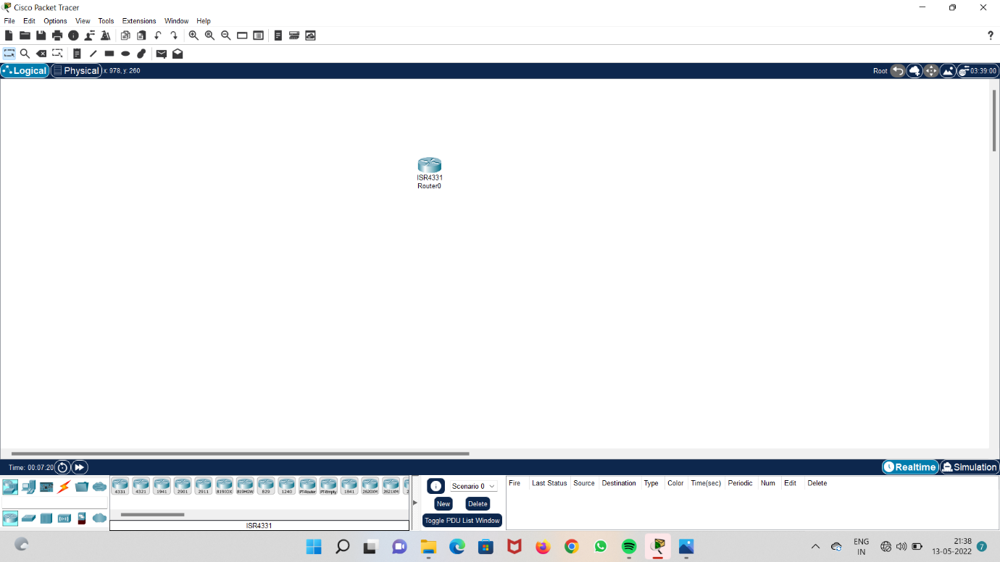 Cisco Packet Tracer
File Edit Options View Tools Extensions Window Help
?
Logical Physical x: 978, y: 260 Root 03:39:00
ISR4331
Router0
Time: 00:07:20 Realtime Simulation
4331 4321 1941 2901 2911 819IOX 819HGW 829 1240 PT-Router PT-Empty 1841 2620XM 2621XM 2
ISR4331
Scenario 0
New Delete
Toggle PDU List Window
Fire Last Status Source Destination Type Color Time(sec) Periodic Num Edit Delete
ENG
IN
21:38
13-05-2022
7